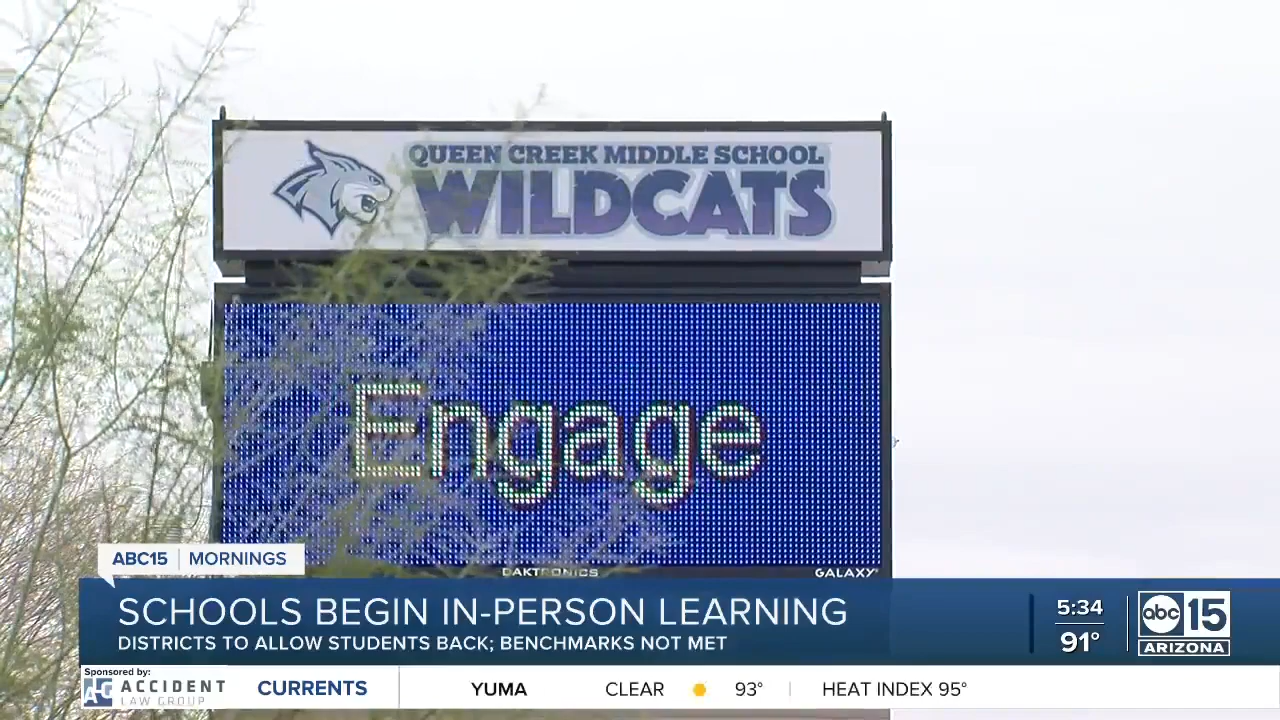 QUEEN CREEK MIDDLE SCHOOL
WILDCATS
Engage
DAKTRONICS GALAXY
ABC15 MORNINGS
SCHOOLS BEGIN IN-PERSON LEARNING
DISTRICTS TO ALLOW STUDENTS BACK; BENCHMARKS NOT MET
5:34
91°
abc 15
ARIZONA
Sponsored by:
ACCIDENT
LAW GROUP
CURRENTS YUMA CLEAR 93° HEAT INDEX 95°